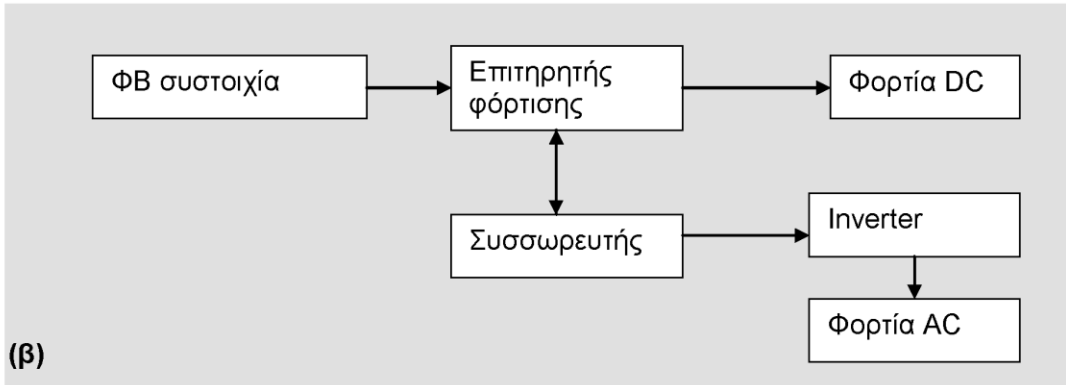 ΦΒ συστοιχία
Επιτηρητής
φόρτισης
Φορτία DC
Συσσωρευτής
Inverter
Φορτία AC
(β)